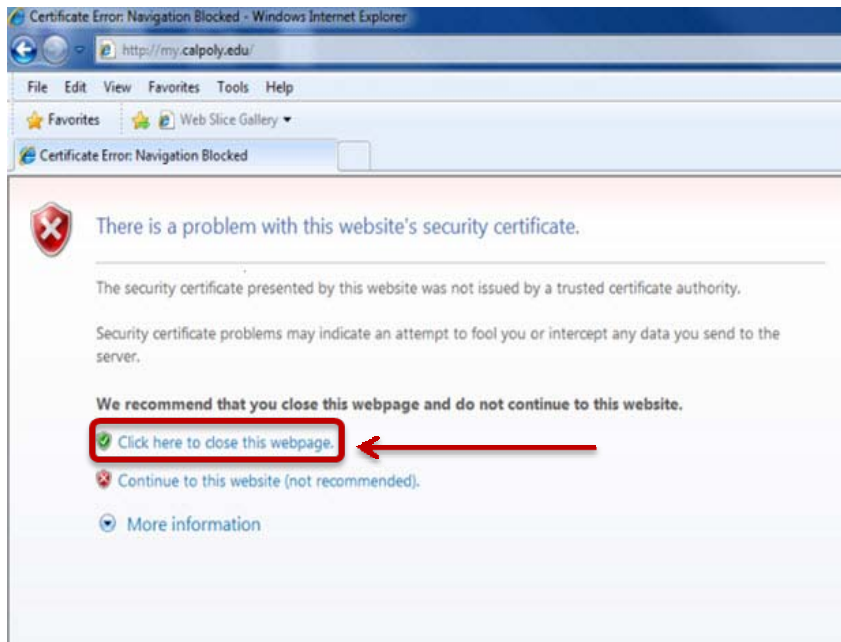 Certificate Error: Navigation Blocked - Windows Internet Explorer
http://my.calpoly.edu/
File Edit View Favorites Tools Help
Favorites Web Slice Gallery
Certificate Error: Navigation Blocked
There is a problem with this website's security certificate.
The security certificate presented by this website was not issued by a trusted certificate authority.
Security certificate problems may indicate an attempt to fool you or intercept any data you send to the
server.
We recommend that you close this webpage and do not continue to this website.
Click here to close this webpage.
Continue to this website (not recommended).
More information